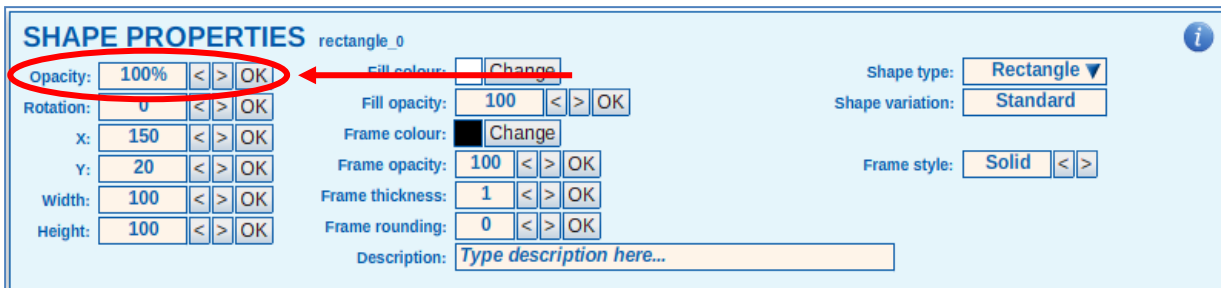 SHAPE PROPERTIES rectangle_0 i
Opacity: 100% < > OK Fill colour: Change Shape type: Rectangle
Rotation: 0 < > OK Fill opacity: 100 < > OK Shape variation: Standard
X: 150 < > OK Frame colour: Change
Y: 20 < > OK Frame opacity: 100 < > OK Frame style: Solid < >
Width: 100 < > OK Frame thickness: 1 < > OK
Height: 100 < > OK Frame rounding: 0 < > OK
Description: Type description here...